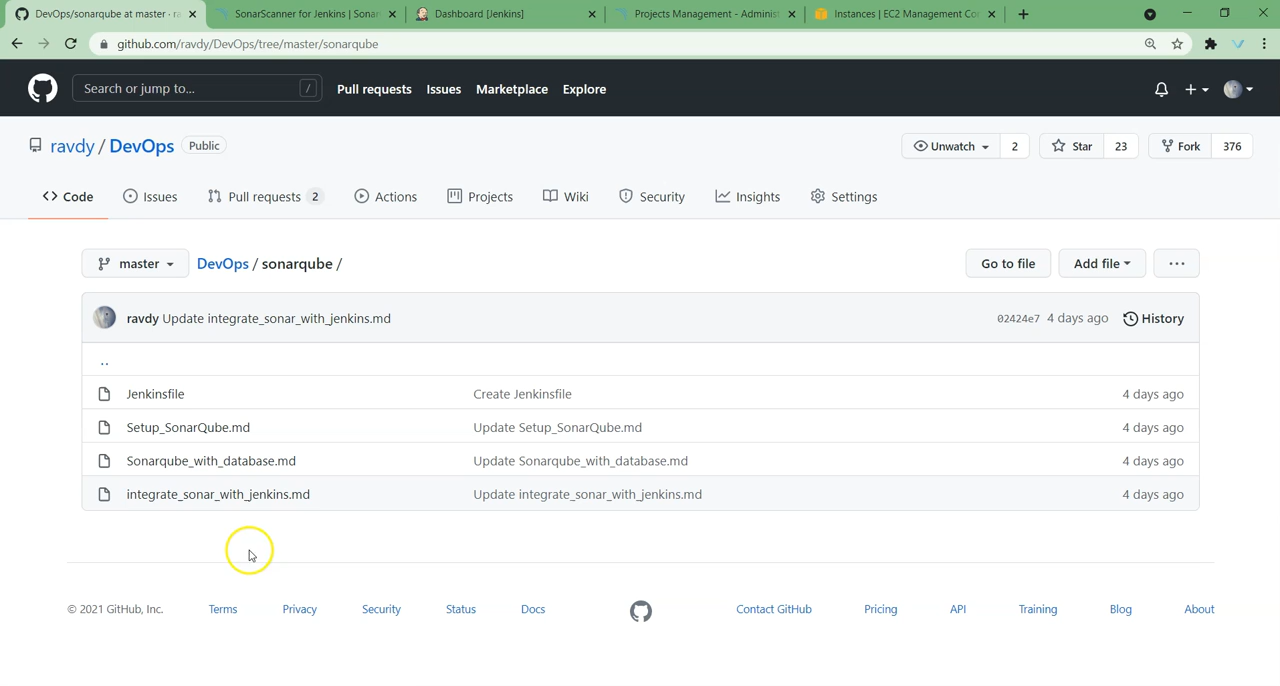 DevOps/sonarqube at master · ra
SonarScanner for Jenkins | Sonar
Dashboard [Jenkins]
Projects Management - Administ
Instances | EC2 Management Co
github.com/ravdy/DevOps/tree/master/sonarqube
Search or jump to... /
Pull requests Issues Marketplace Explore
ravdy / DevOps Public
Unwatch 2 Star 23 Fork 376
Code Issues Pull requests 2 Actions Projects Wiki Security Insights Settings
master DevOps / sonarqube / Go to file Add file ...
ravdy Update integrate_sonar_with_jenkins.md 02424e7 4 days ago History
..
Jenkinsfile Create Jenkinsfile 4 days ago
Setup_SonarQube.md Update Setup_SonarQube.md 4 days ago
Sonarqube_with_database.md Update Sonarqube_with_database.md 4 days ago
integrate_sonar_with_jenkins.md Update integrate_sonar_with_jenkins.md 4 days ago
© 2021 GitHub, Inc. Terms Privacy Security Status Docs Contact GitHub Pricing API Training Blog About